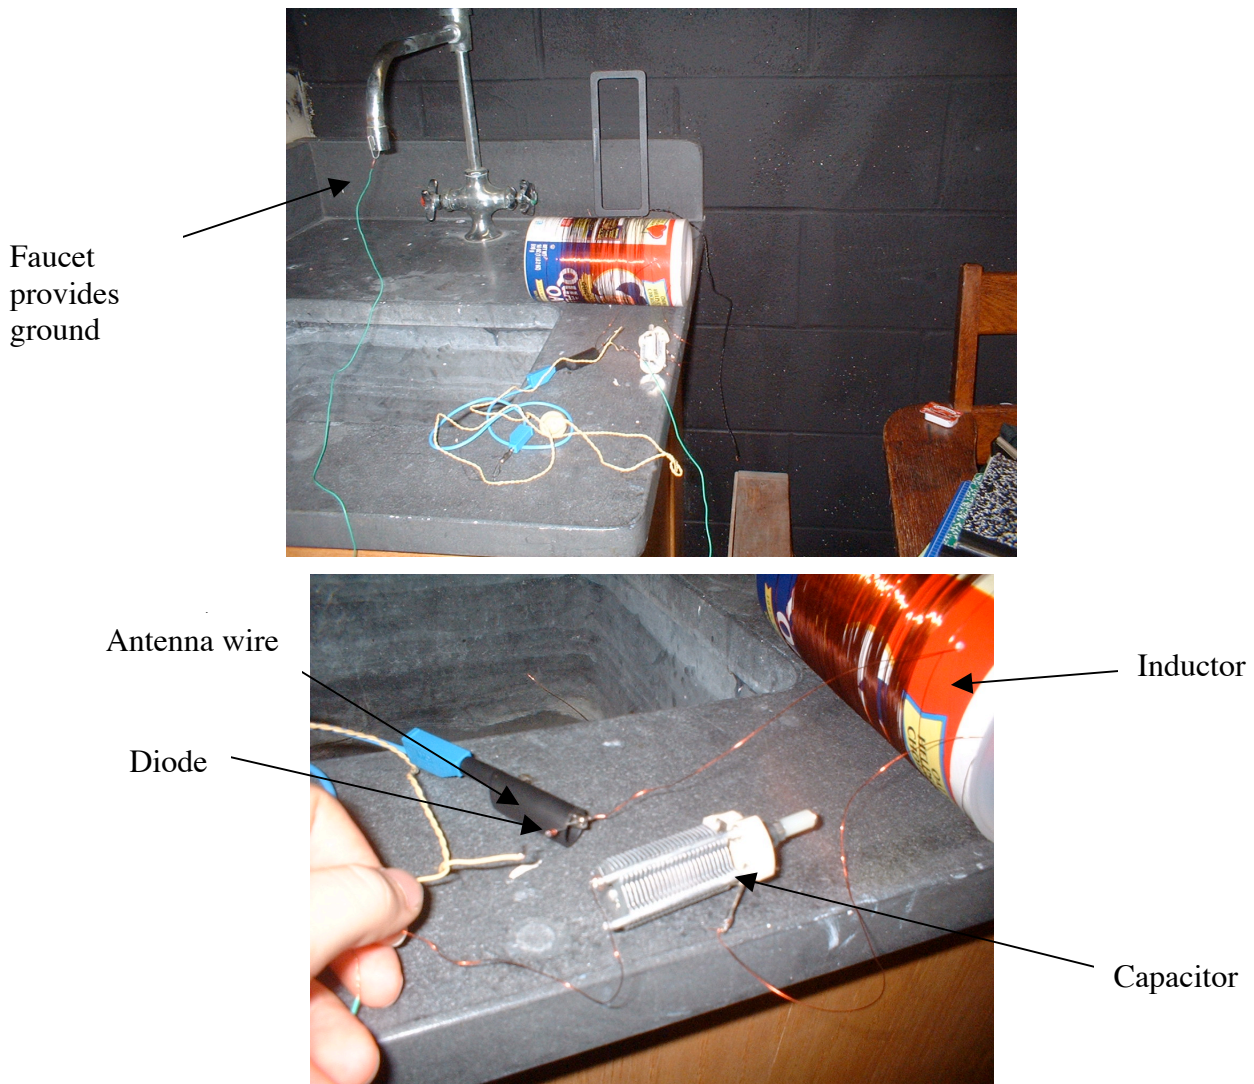 Faucet
provides
ground
Antenna wire
Diode
Inductor
Capacitor